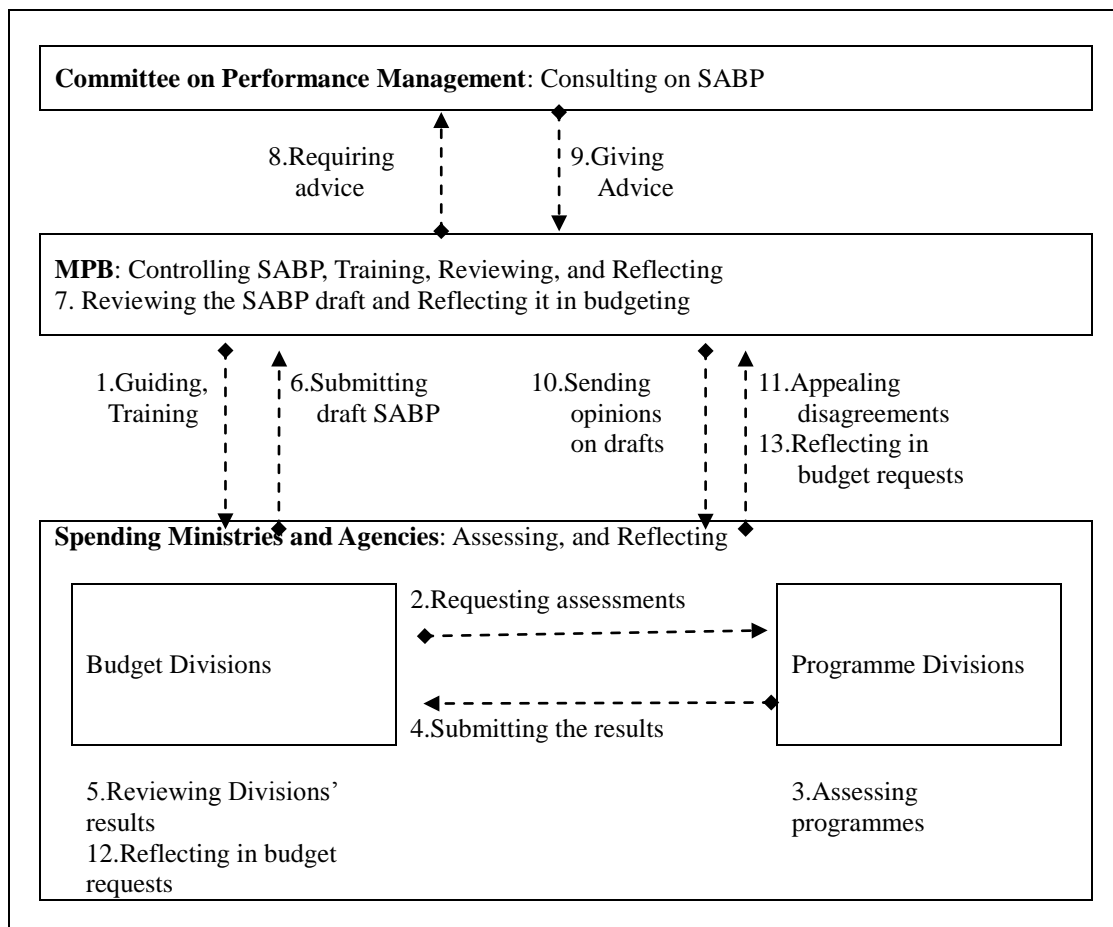 Committee on Performance Management: Consulting on SABP
8.Requiring
advice
9.Giving
Advice
MPB: Controlling SABP, Training, Reviewing, and Reflecting
7. Reviewing the SABP draft and Reflecting it in budgeting
1.Guiding,
Training
6.Submitting
draft SABP
10.Sending
opinions
on drafts
11.Appealing
disagreements
13.Reflecting in
budget requests
Spending Ministries and Agencies: Assessing, and Reflecting
Budget Divisions
2.Requesting assessments
4.Submitting the results
Programme Divisions
5.Reviewing Divisions’
results
12.Reflecting in budget
requests
3.Assessing
programmes